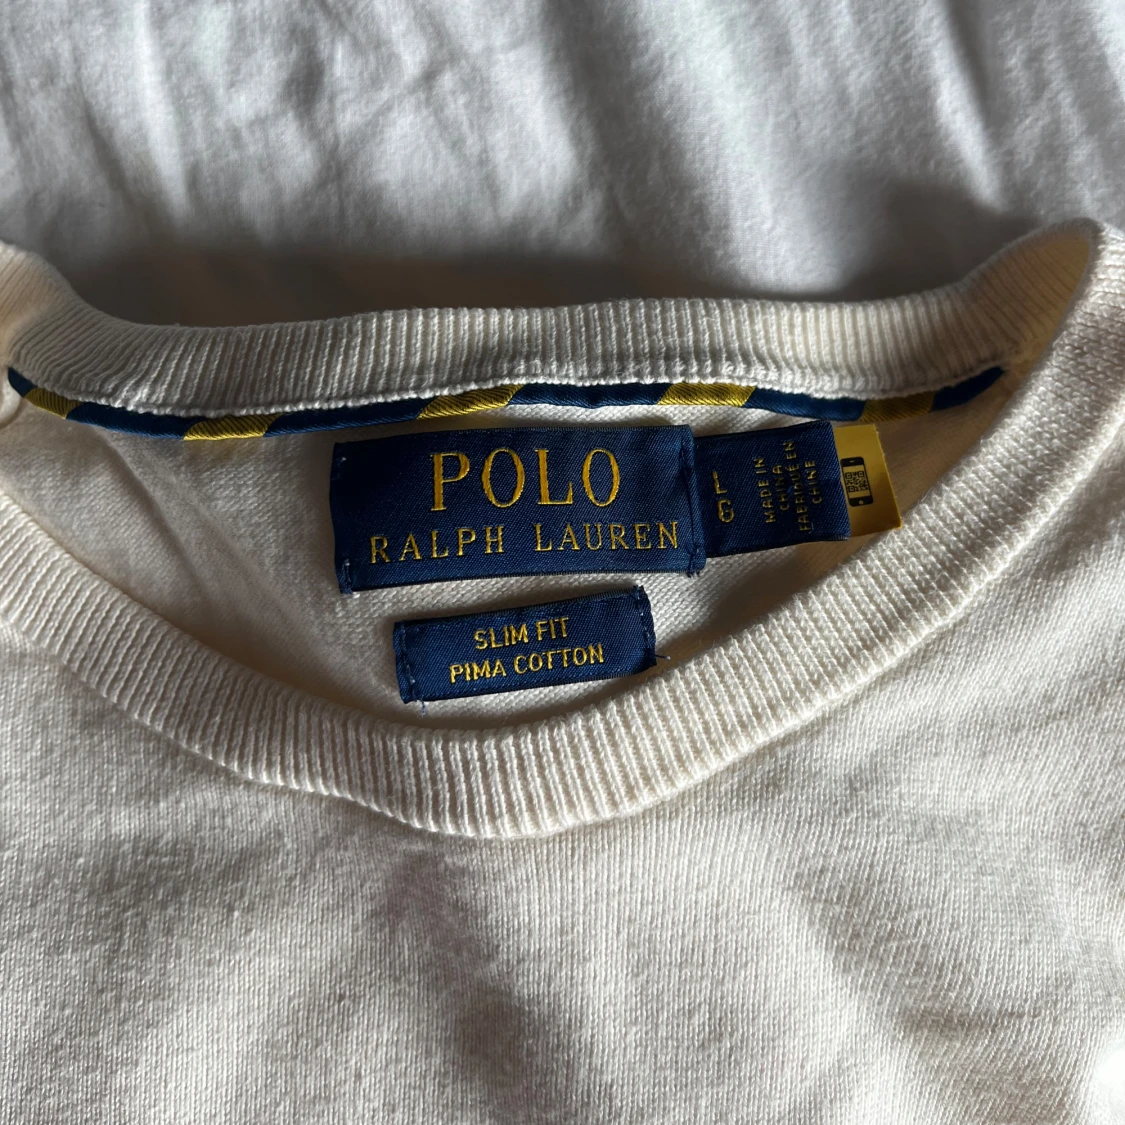 POLO
RALPH LAUREN
L
G
MADE IN
CHINA
FABRIQUÉ EN
CHINE
SLIM FIT
PIMA COTTON